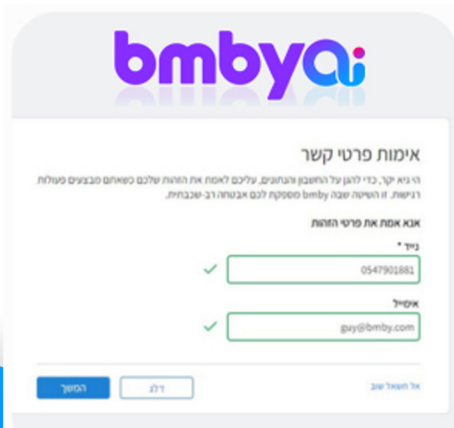 bmbyai
אימות פרטי קשר
הי גיא יקר, כדי להגן על החשבון והנתונים, עליכם לאמת את הזהות שלכם כשאתם מבצעים פעולות
רגישות. זו השיטה שבה bmby מספקת לכם אבטחה רב-שכבתית.
אנא אמת את פרטי הזהות
נייד *
0547901881
אימייל
guy@bmby.com
אל תשאל שוב
דלג
המשך